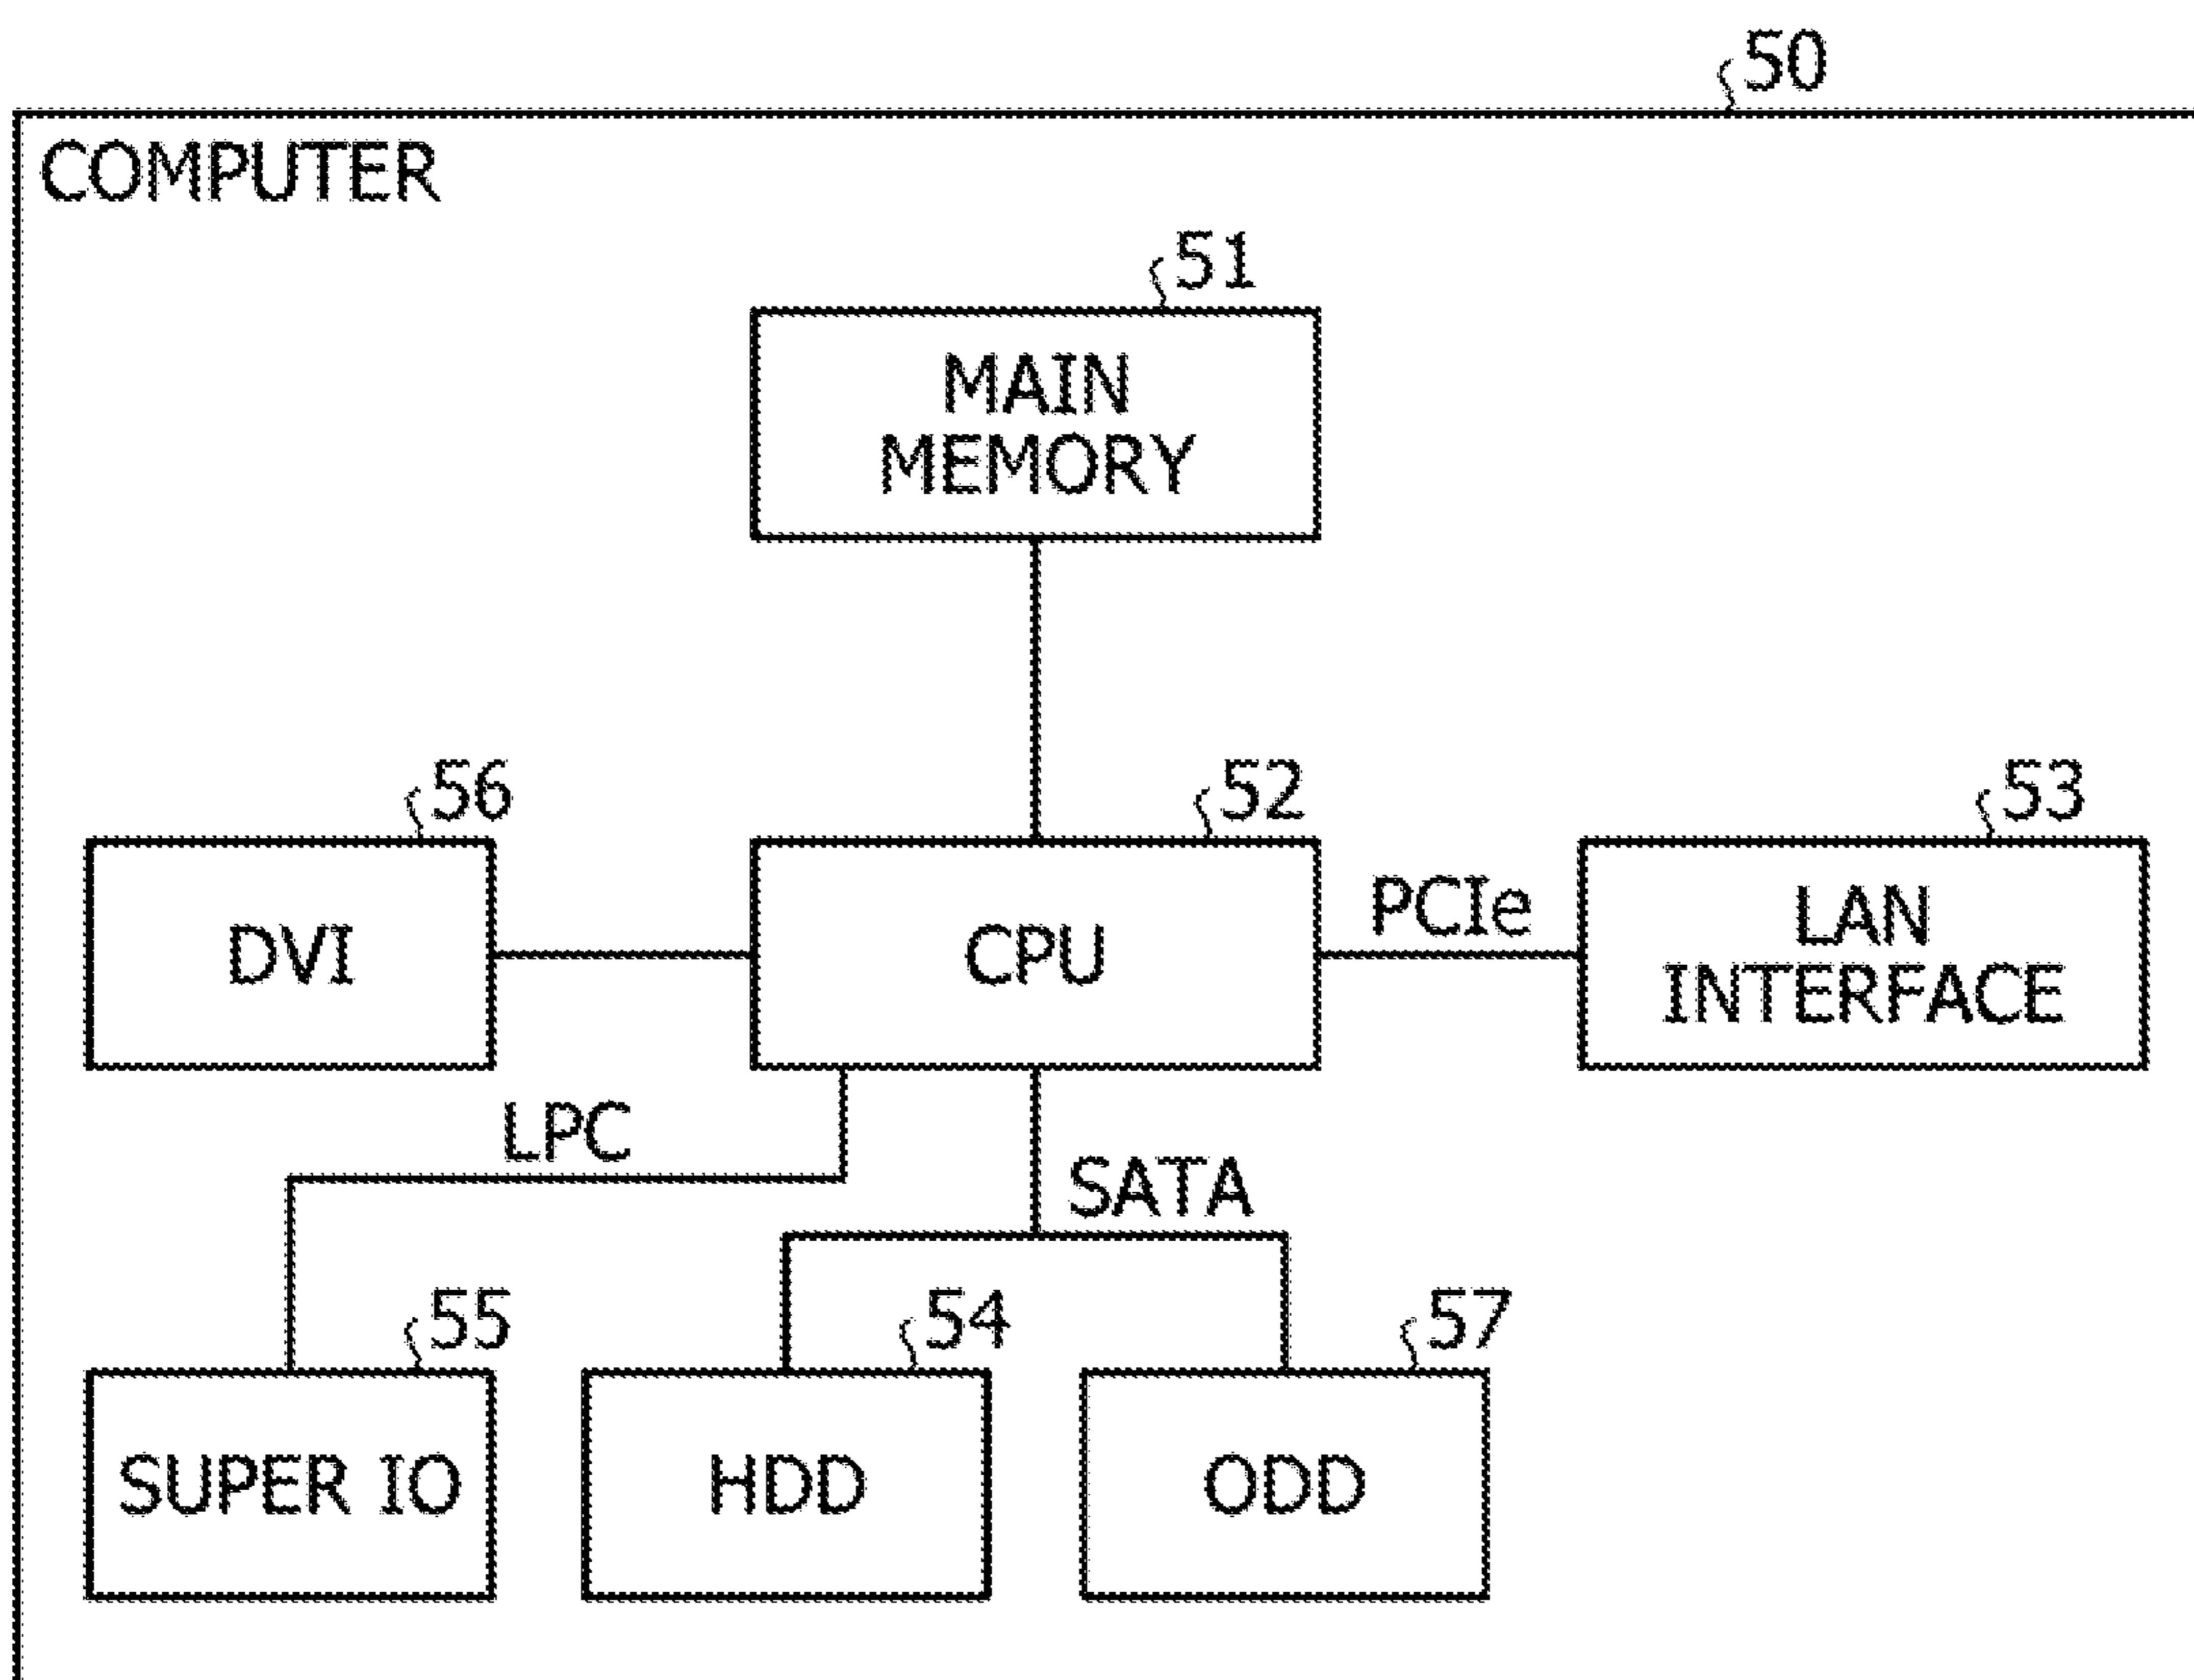 50
COMPUTER
51
MAIN
MEMORY
56
52
53
DVI
CPU
PCIe
LAN
INTERFACE
LPC
SATA
55
54
57
SUPER IO
HDD
ODD